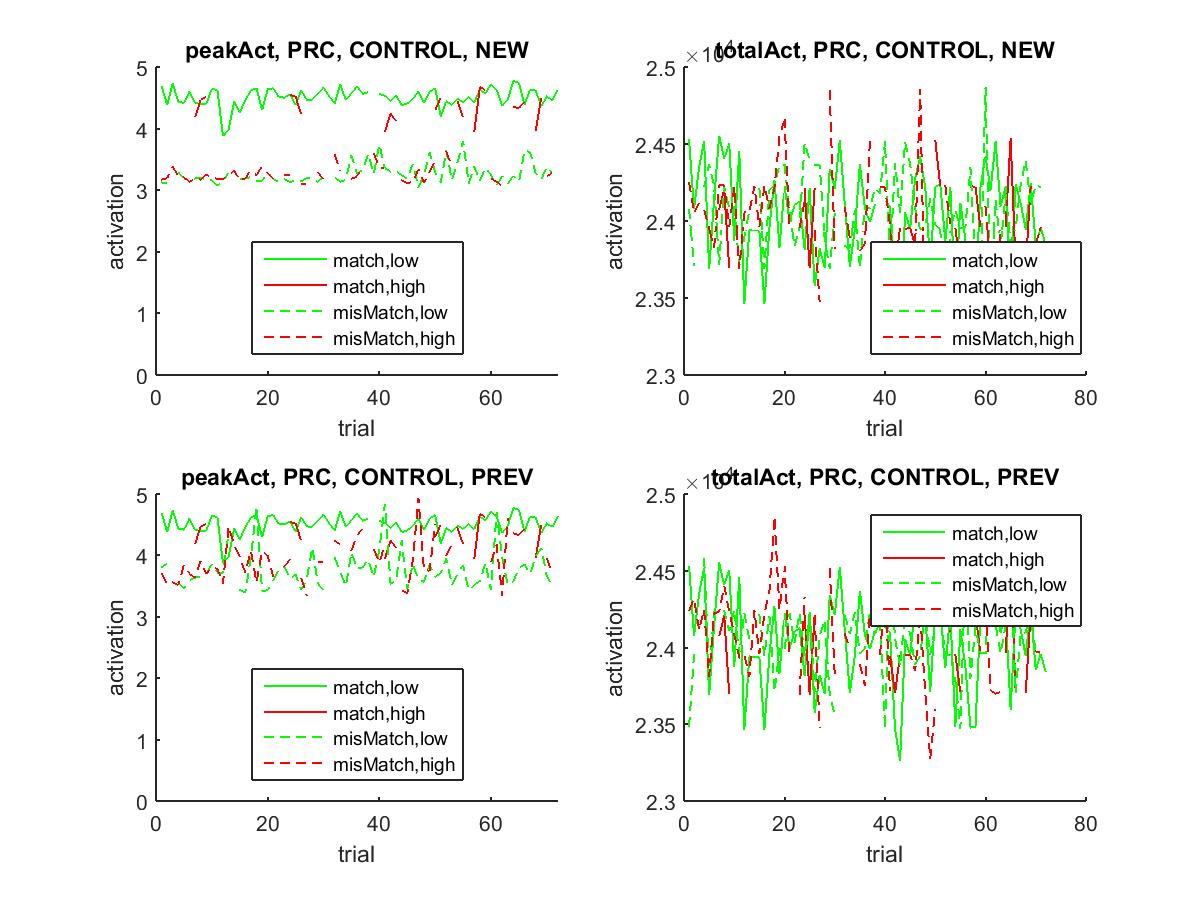 peakAct, PRC, CONTROL, NEW
5
4
3
2
1
0
activation
match,low
match,high
misMatch,low
misMatch,high
0 20 40 60
trial
×10⁴
totalAct, PRC, CONTROL, NEW
2.5
2.45
2.4
2.35
2.3
activation
match,low
match,high
misMatch,low
misMatch,high
0 20 40 60 80
trial
peakAct, PRC, CONTROL, PREV
5
4
3
2
1
0
activation
match,low
match,high
misMatch,low
misMatch,high
0 20 40 60
trial
×10⁴
totalAct, PRC, CONTROL, PREV
2.5
2.45
2.4
2.35
2.3
activation
match,low
match,high
misMatch,low
misMatch,high
0 20 40 60 80
trial